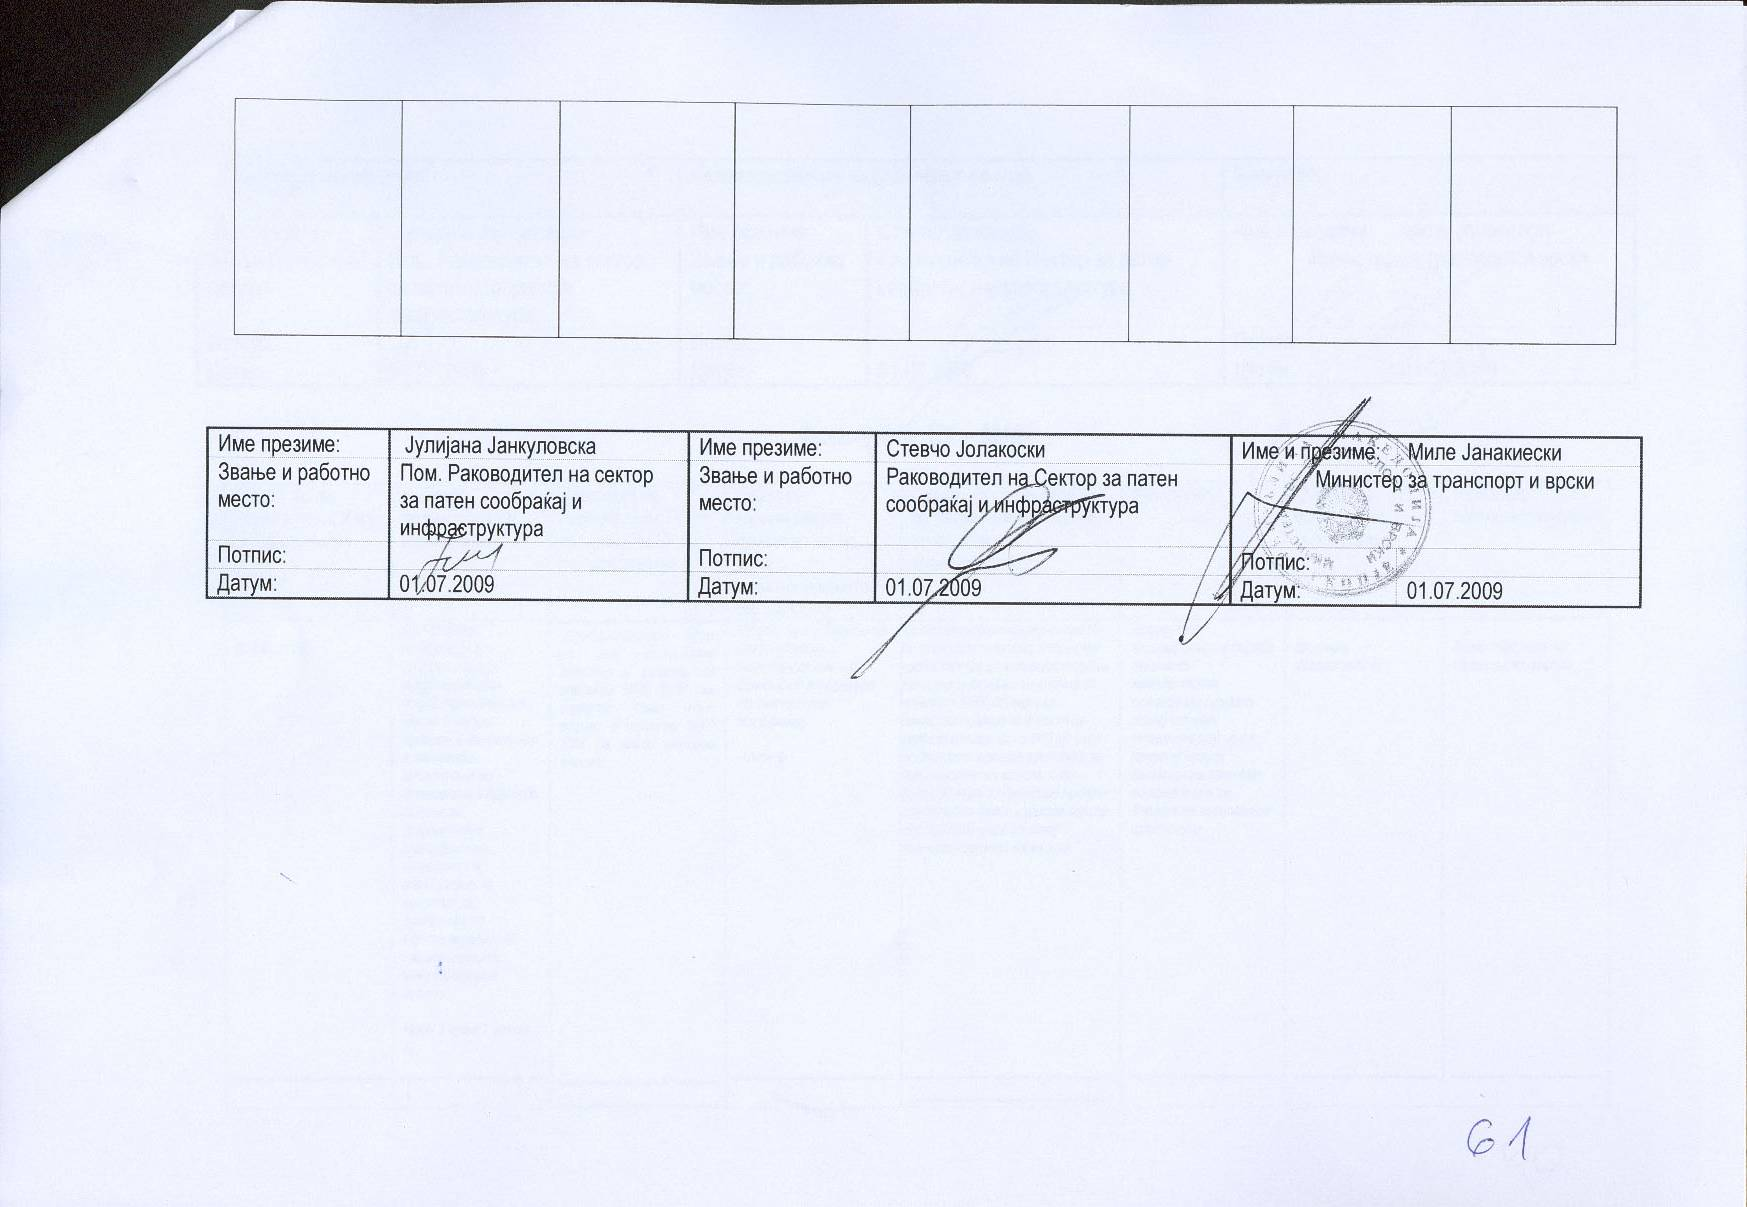 Име презиме: Јулијана Јанкуловска Име презиме: Стевчо Јолакоски Име и презиме: Миле Јанакиески
Звање и работно Пом. Раководител на сектор Звање и работно Раководител на Сектор за патен Министер за транспорт и врски
место: за патен сообраќај и место: сообраќај и инфраструктура
инфраструктура
Потпис: Потпис: Потпис:
Датум: 01.07.2009 Датум: 01.07.2009 Датум: 01.07.2009
61